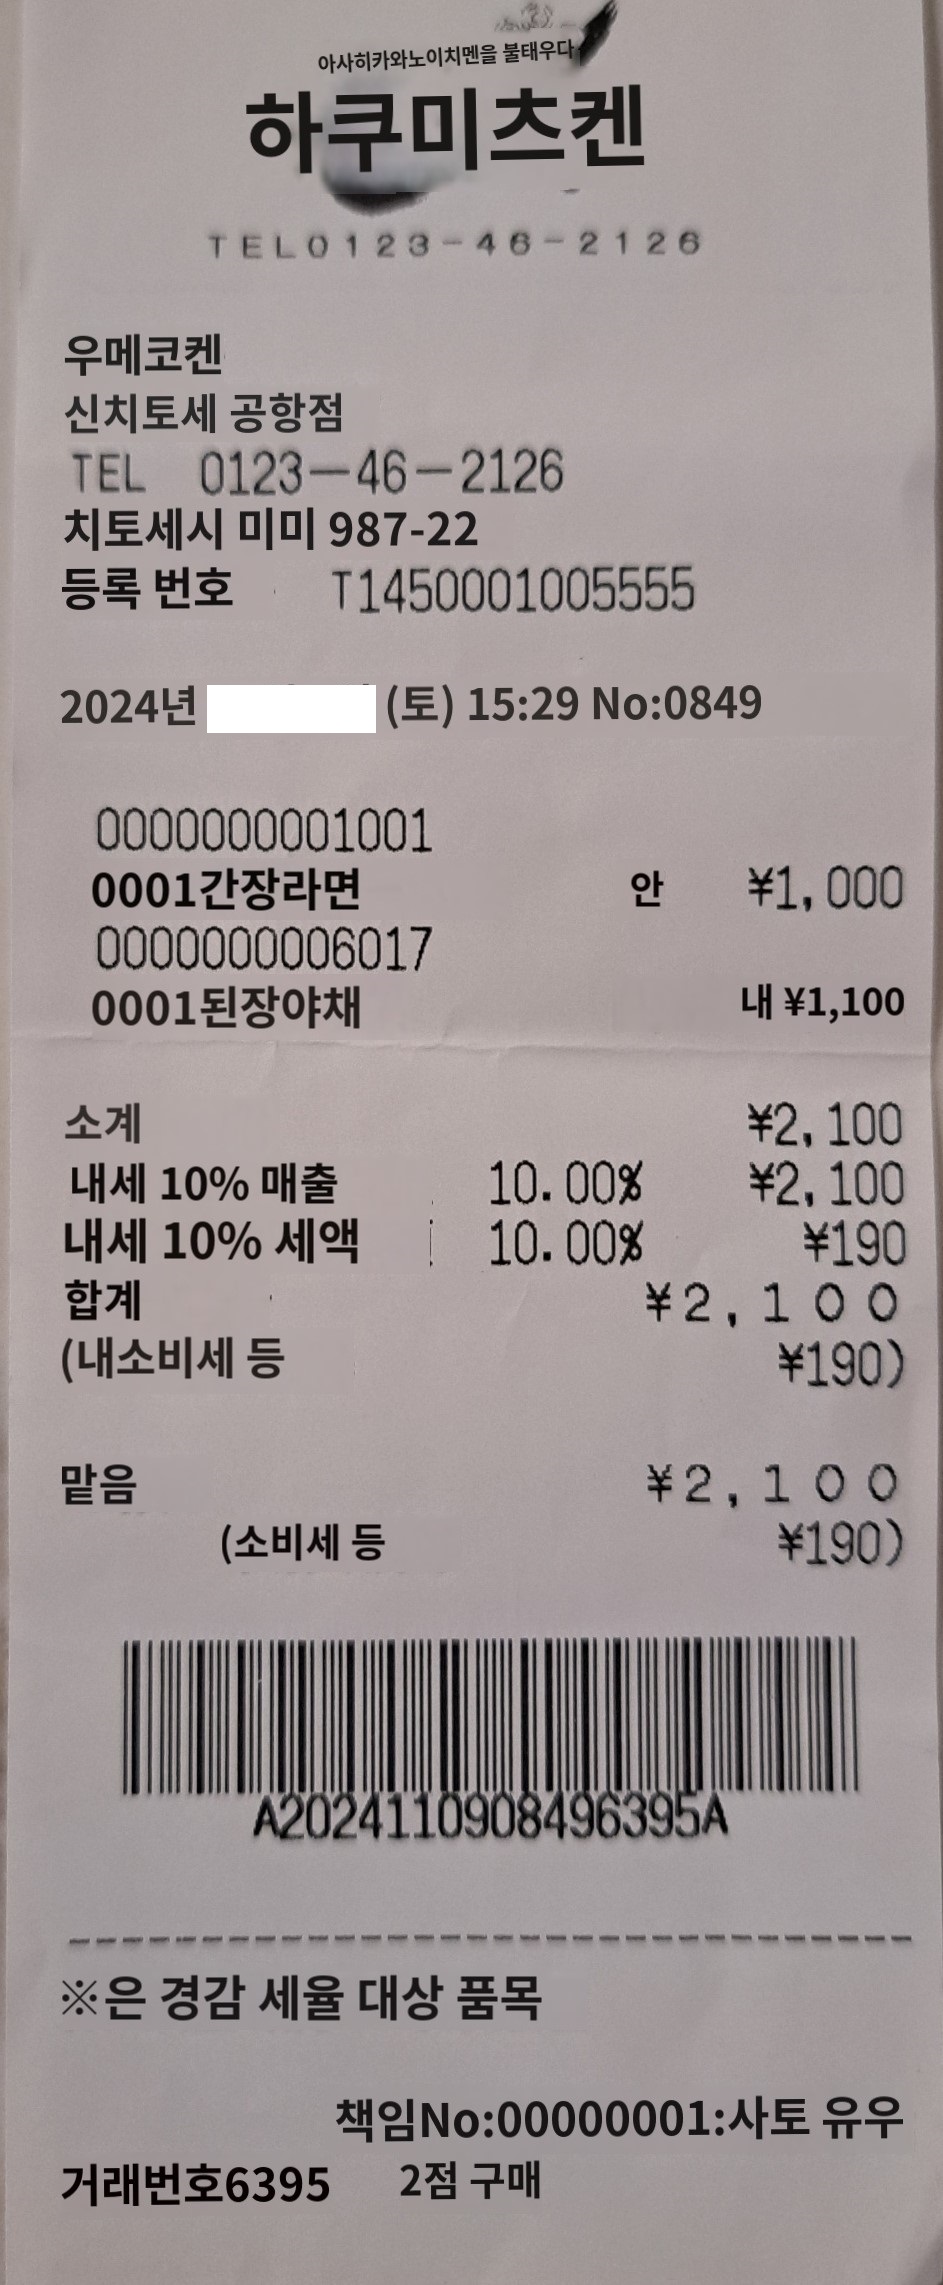 아사히카와노이치멘을 불태우다
하쿠미츠켄
TEL0123-46-2126
우메코켄
신치토세 공항점
TEL 0123-46-2126
치토세시 미미 987-22
등록 번호 T1450001005555
2024년 (토) 15:29 No:0849
0000000001001
0001간장라면 안 ¥1,000
0000000006017
0001된장야채 내 ¥1,100
소계 ¥2,100
내세 10% 매출 10.00% ¥2,100
내세 10% 세액 10.00% ¥190
합계 ¥2,100
(내소비세 등 ¥190)
맡음 ¥2,100
(소비세 등 ¥190)
A2024110908496395A
※은 경감 세율 대상 품목
책임No:00000001:사토 유우
거래번호6395 2점 구매